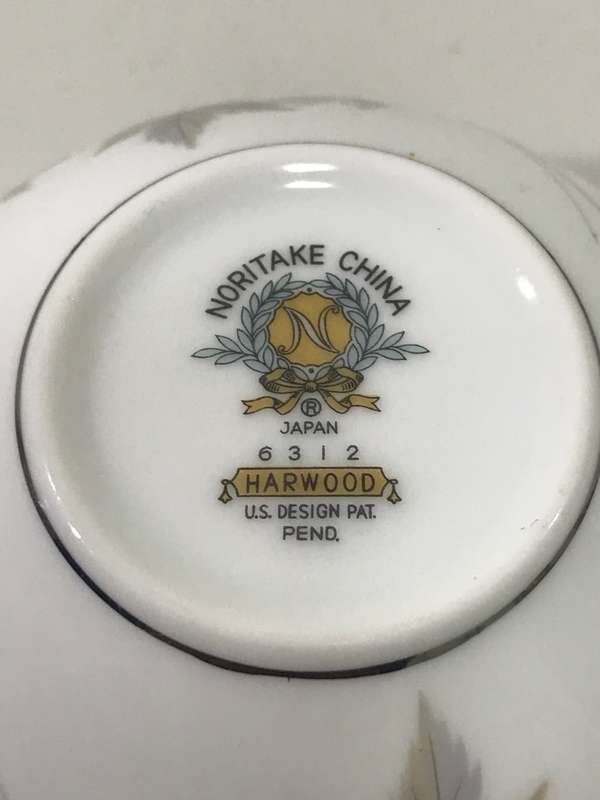 NORITAKE CHINA
N
®
JAPAN
6312
HARWOOD
U.S. DESIGN PAT.
PEND.